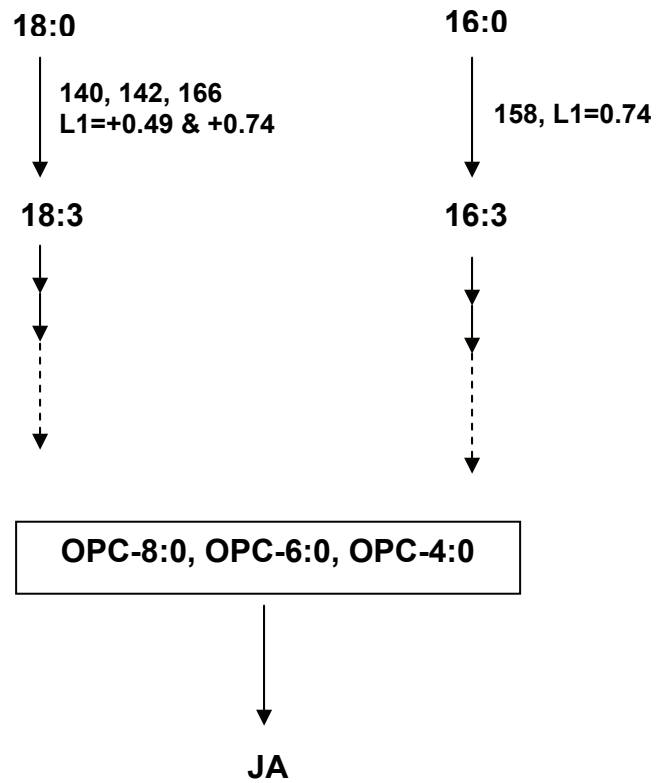 18:0
16:0
140, 142, 166
L1=+0.49 & +0.74
158, L1=0.74
18:3
16:3
OPC-8:0, OPC-6:0, OPC-4:0
JA